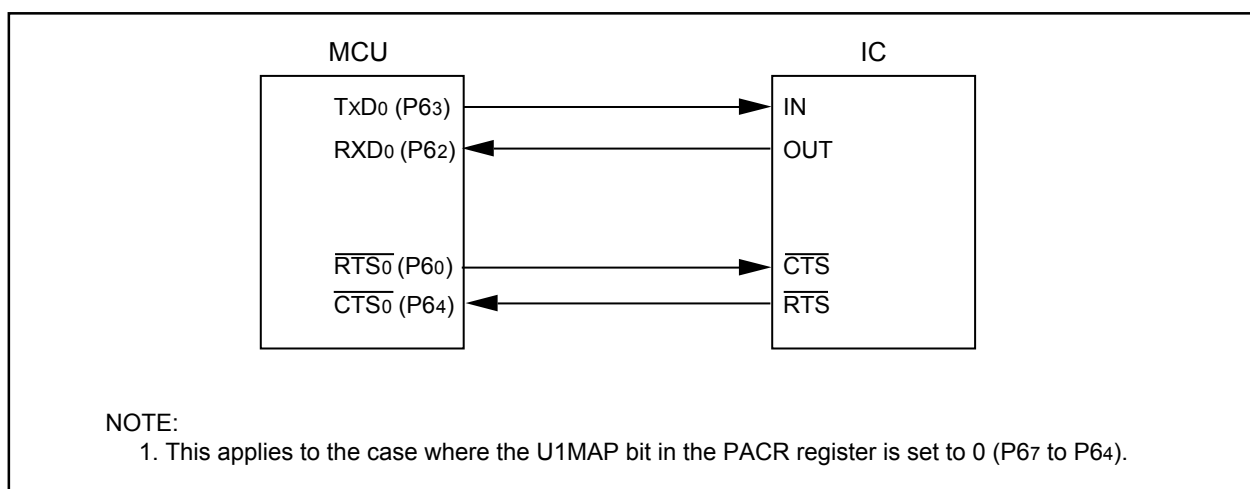 MCU IC
TxD0 (P63) IN
RXD0 (P62) OUT
RTS0 (P60) CTS
CTS0 (P64) RTS
NOTE:
1. This applies to the case where the U1MAP bit in the PACR register is set to 0 (P67 to P64).